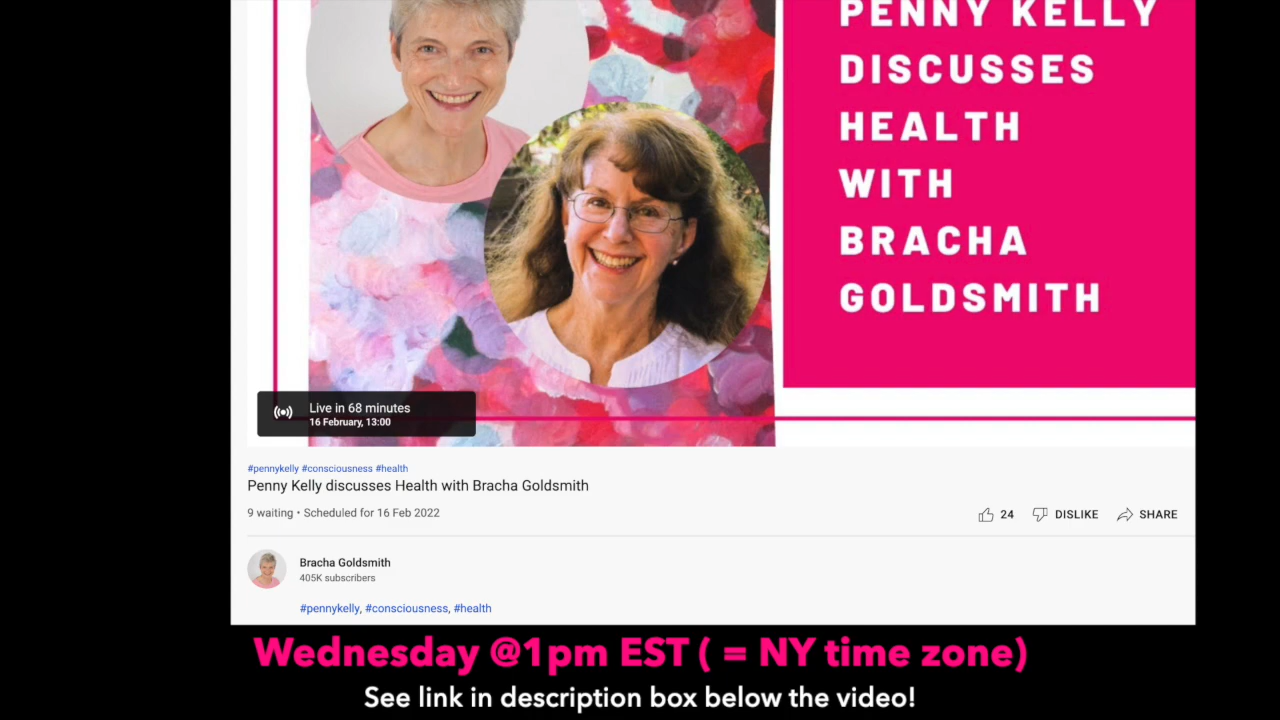 PENNY KELLY
DISCUSSES
HEALTH
WITH
BRACHA
GOLDSMITH
Live in 68 minutes
16 February, 13:00
#pennykelly #consciousness #health
Penny Kelly discusses Health with Bracha Goldsmith
9 waiting • Scheduled for 16 Feb 2022
24 DISLIKE SHARE
Bracha Goldsmith
405K subscribers
#pennykelly, #consciousness, #health
Wednesday @1pm EST ( = NY time zone)
See link in description box below the video!